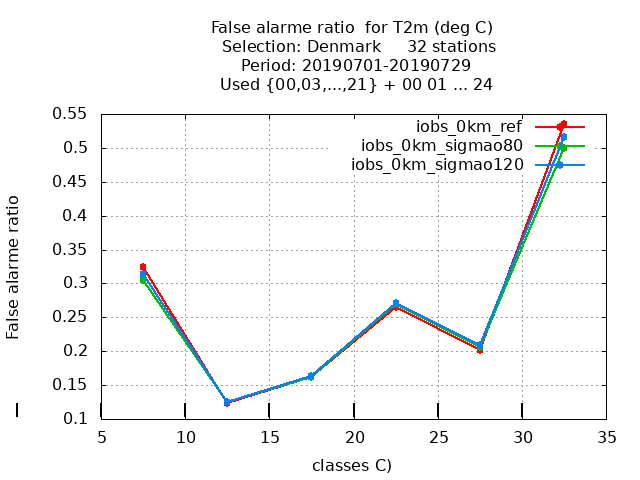 False alarme ratio  for T2m (deg C)
Selection: Denmark     32 stations
Period: 20190701-20190729
Used {00,03,...,21} + 00 01 ... 24
0.55
0.5
0.45
0.4
0.35
0.3
0.25
0.2
0.15
0.1
False alarme ratio
iobs_0km_ref
iobs_0km_sigmao80
iobs_0km_sigmao120
5 10 15 20 25 30 35
classes C)